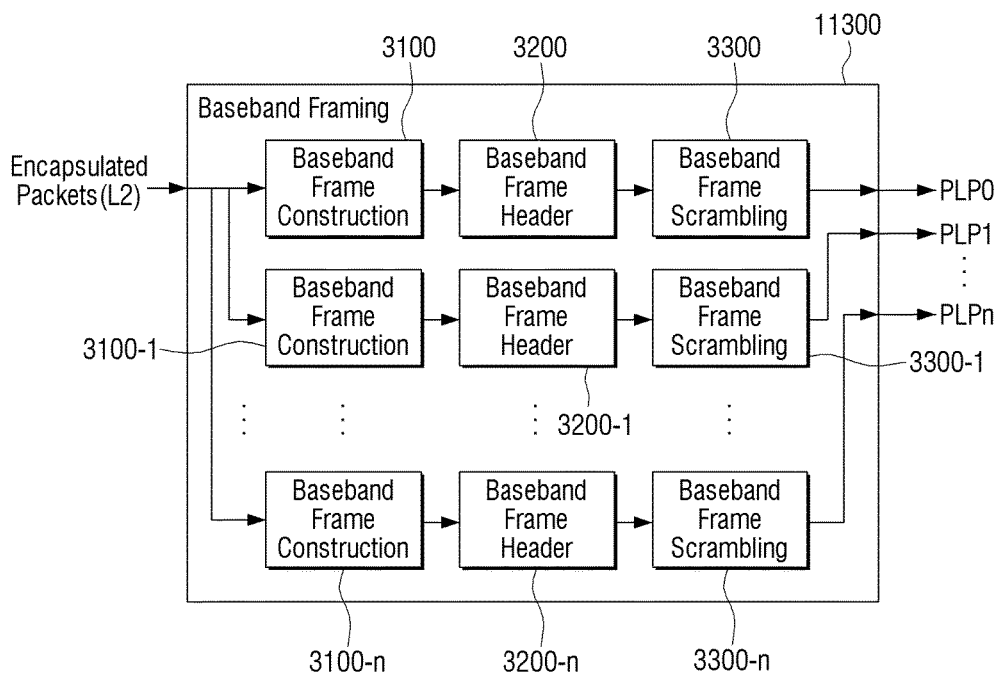 3100
3200
3300
11300
Baseband Framing
Encapsulated
Packets(L2)
Baseband
Frame
Construction
Baseband
Frame
Header
Baseband
Frame
Scrambling
PLP0
PLP1
PLPn
Baseband
Frame
Construction
Baseband
Frame
Header
Baseband
Frame
Scrambling
3100-1
3200-1
3300-1
Baseband
Frame
Construction
Baseband
Frame
Header
Baseband
Frame
Scrambling
3100-n
3200-n
3300-n